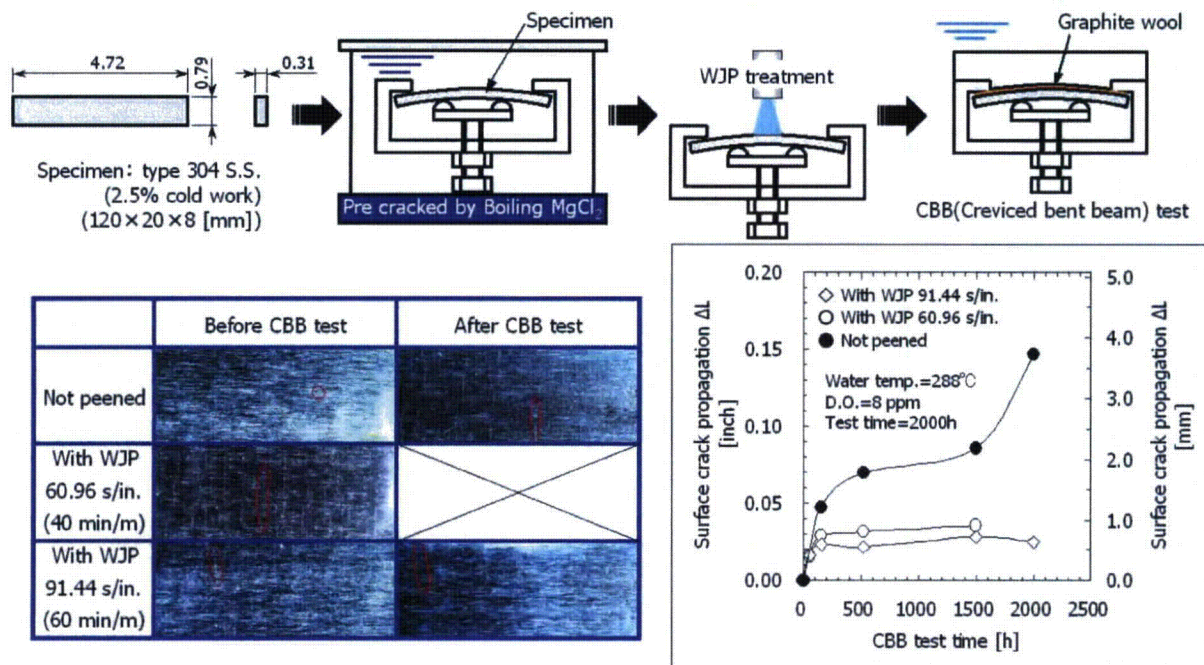 Specimen
Graphite wool
4.72
0.79
0.31
WJP treatment
Specimen: type 304 S.S.
(2.5% cold work)
(120×20×8 [mm])
Pre cracked by Boiling MgCl₂
CBB(Creviced bent beam) test
Before CBB test
After CBB test
Not peened
With WJP
60.96 s/in.
(40 min/m)
With WJP
91.44 s/in.
(60 min/m)
Surface crack propagation ΔL
[inch]
0.20
0.15
0.10
0.05
0.00
With WJP 91.44 s/in.
With WJP 60.96 s/in.
Not peened
Water temp.=288℃
D.O.=8 ppm
Test time=2000h
5.0
4.0
3.0
2.0
1.0
0.0
Surface crack propagation ΔL
[mm]
0 500 1000 1500 2000 2500
CBB test time [h]